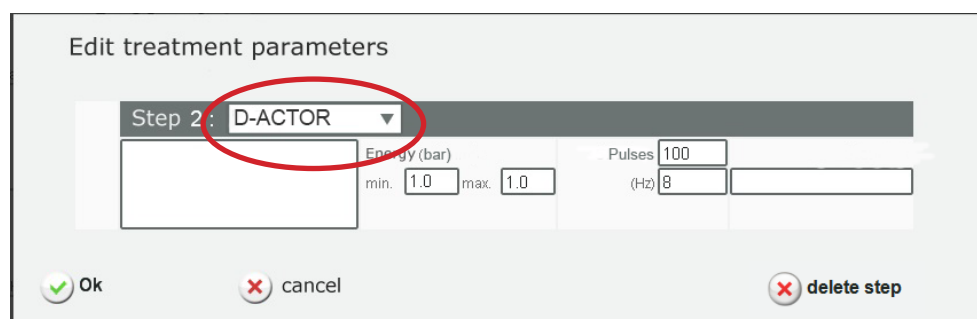 Edit treatment parameters
Step 2: D-ACTOR
Energy (bar) Pulses 100
min. 1.0 max. 1.0 (Hz) 8
Ok cancel delete step